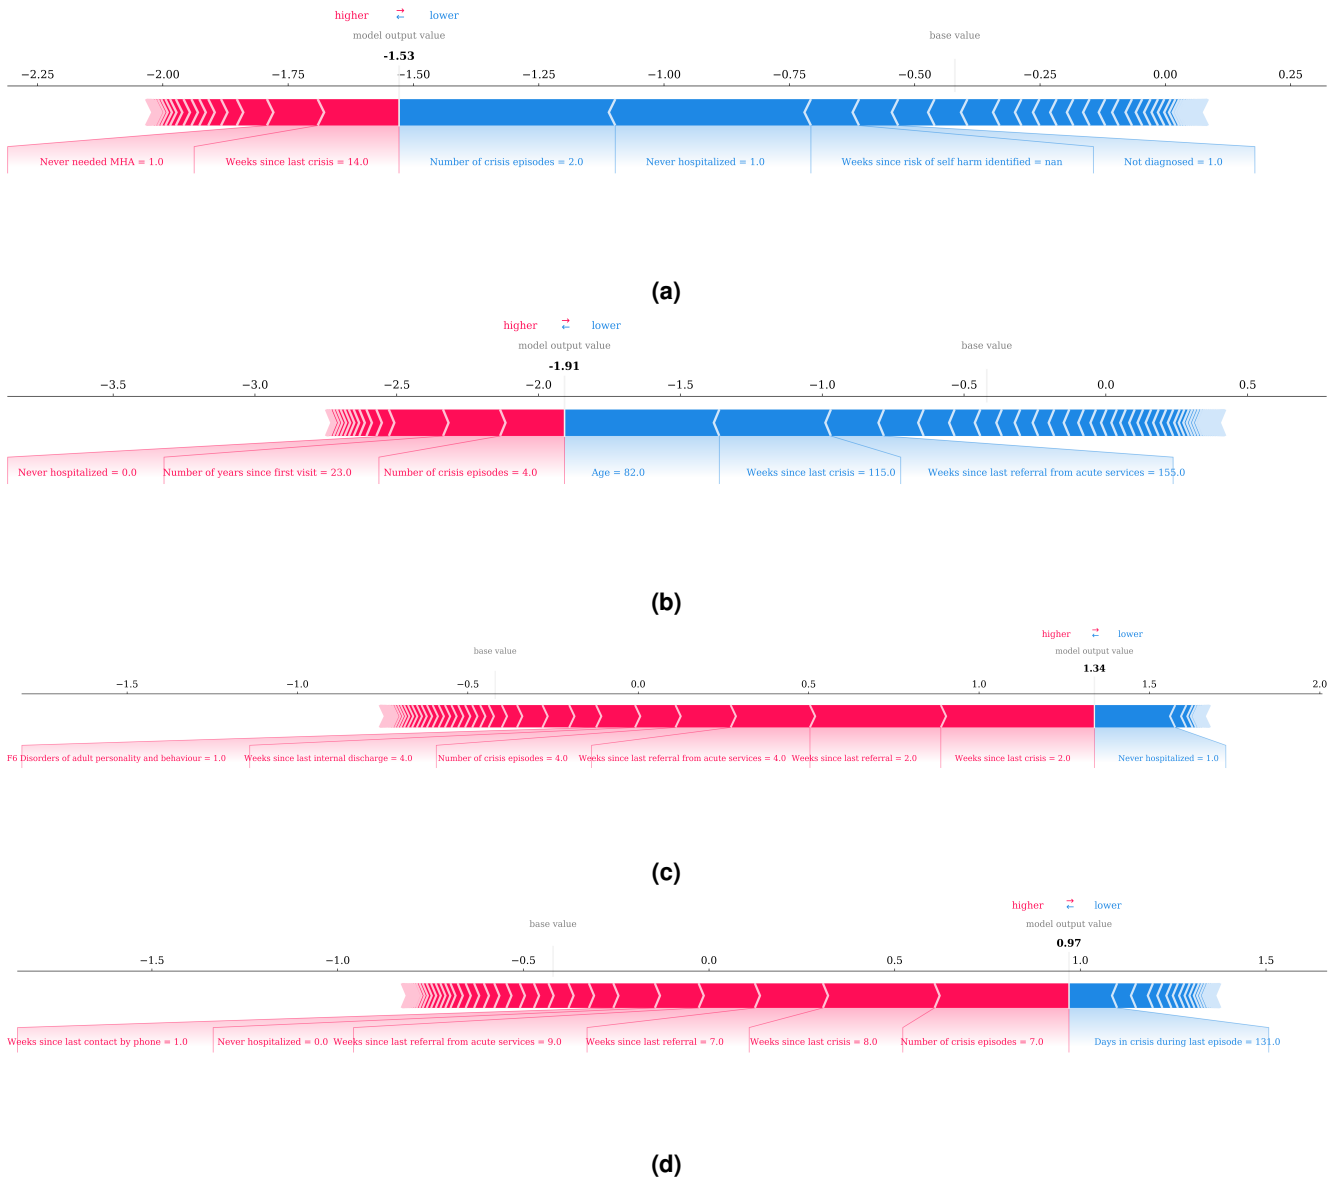 higher → ← lower
model output value base value
-1.53
−2.25 −2.00 −1.75 −1.50 −1.25 −1.00 −0.75 −0.50 −0.25 0.00 0.25
Never needed MHA = 1.0 Weeks since last crisis = 14.0 Number of crisis episodes = 2.0 Never hospitalized = 1.0 Weeks since risk of self harm identified = nan Not diagnosed = 1.0
(a)
higher → ← lower
model output value base value
-1.91
−3.5 −3.0 −2.5 −2.0 −1.5 −1.0 −0.5 0.0 0.5
Never hospitalized = 0.0 Number of years since first visit = 23.0 Number of crisis episodes = 4.0 Age = 82.0 Weeks since last crisis = 115.0 Weeks since last referral from acute services = 155.0
(b)
higher → ← lower
base value model output value
1.34
−1.5 −1.0 −0.5 0.0 0.5 1.0 1.5 2.0
F6 Disorders of adult personality and behaviour = 1.0 Weeks since last internal discharge = 4.0 Number of crisis episodes = 4.0 Weeks since last referral from acute services = 4.0 Weeks since last referral = 2.0 Weeks since last crisis = 2.0 Never hospitalized = 1.0
(c)
higher → ← lower
base value model output value
0.97
−1.5 −1.0 −0.5 0.0 0.5 1.0 1.5
Weeks since last contact by phone = 1.0 Never hospitalized = 0.0 Weeks since last referral from acute services = 9.0 Weeks since last referral = 7.0 Weeks since last crisis = 8.0 Number of crisis episodes = 7.0 Days in crisis during last episode = 131.0
(d)